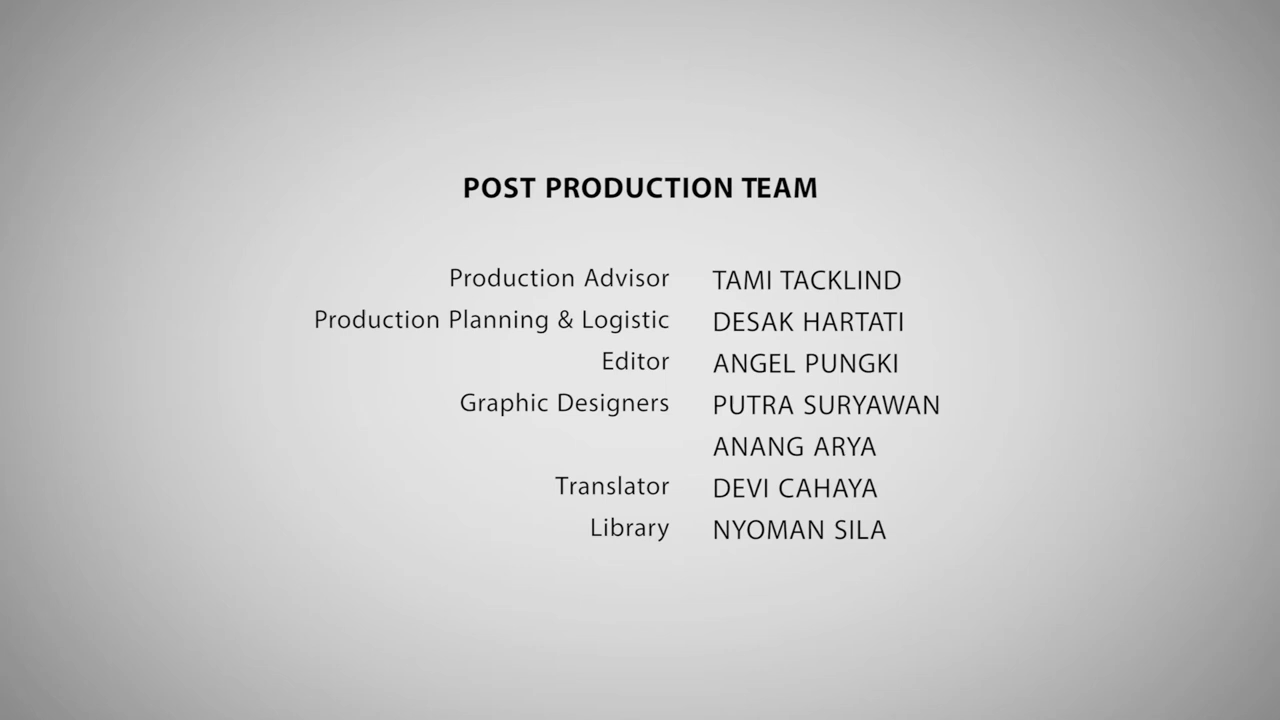 POST PRODUCTION TEAM
Production Advisor TAMI TACKLIND
Production Planning & Logistic DESAK HARTATI
Editor ANGEL PUNGKI
Graphic Designers PUTRA SURYAWAN
ANANG ARYA
Translator DEVI CAHAYA
Library NYOMAN SILA